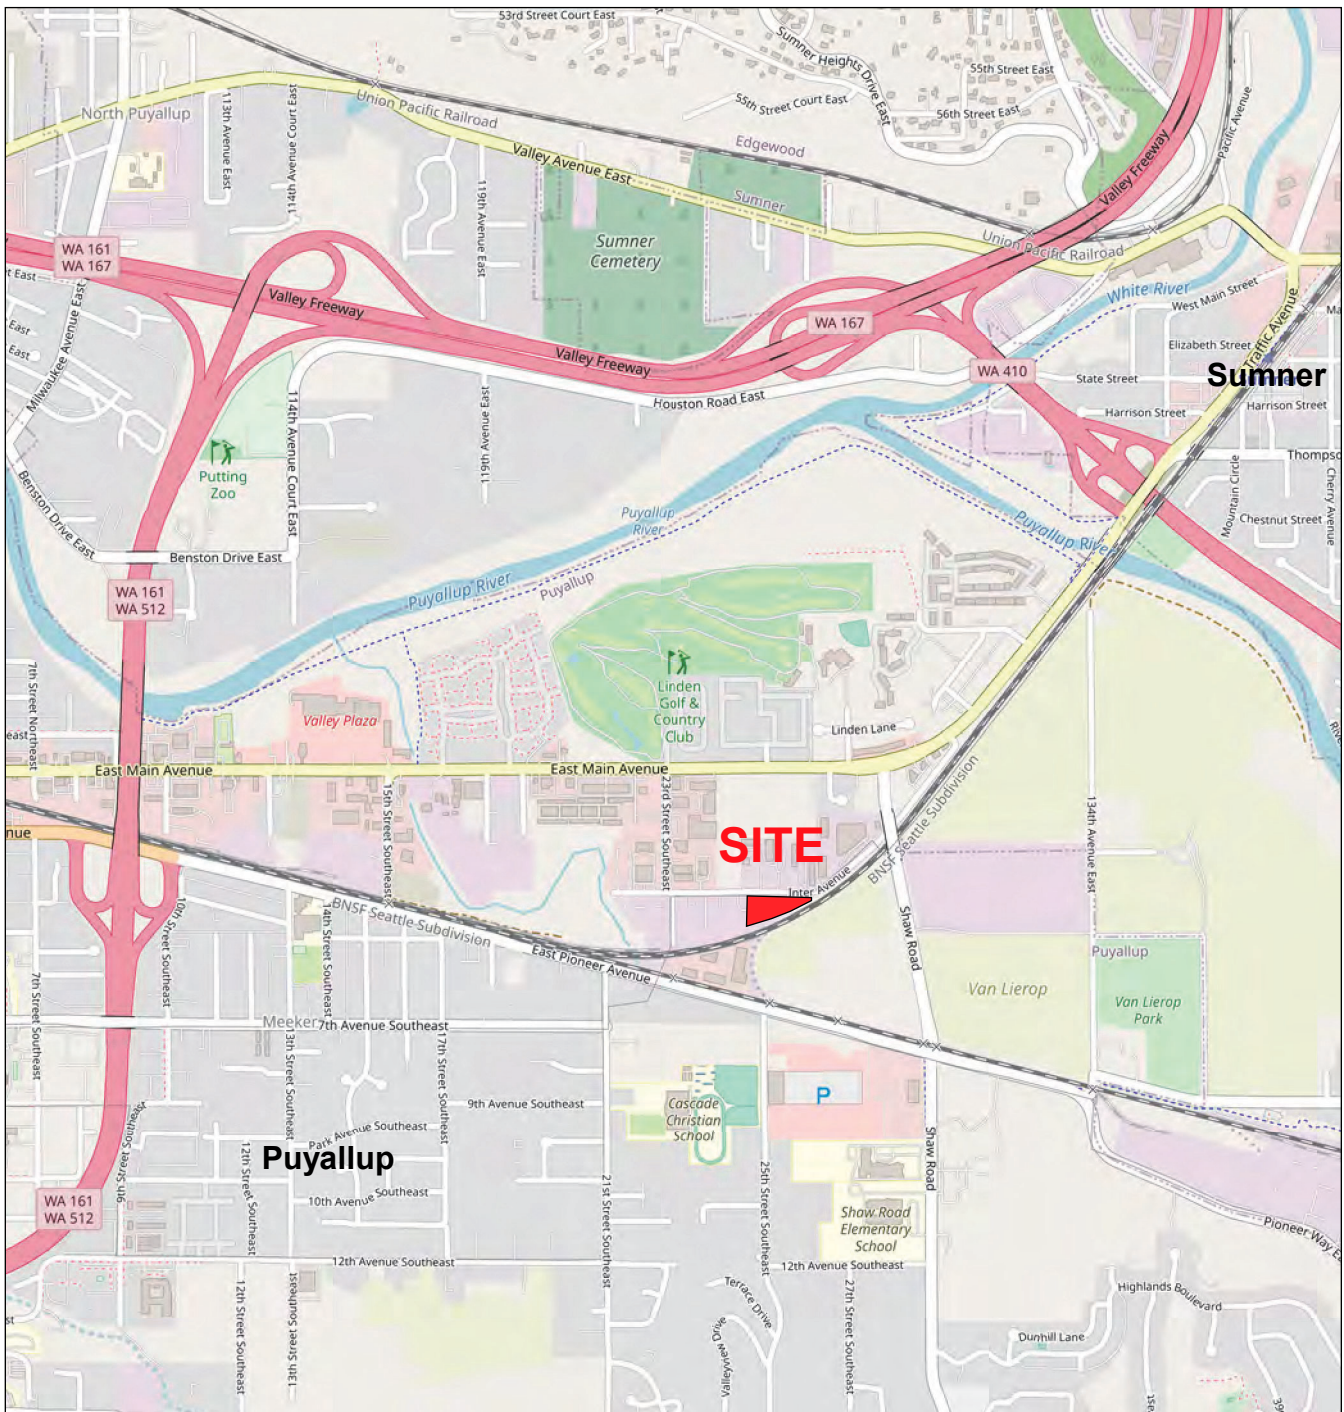 53rd Street Court East
Sumner Heights Drive East
55th Street East
55th Street Court East
56th Street East
North Puyallup
Union Pacific Railroad
113th Avenue East
114th Avenue Court East
Valley Avenue East
Edgewood
Sumner
119th Avenue East
Valley Freeway
Pacific Avenue
Union Pacific Railroad
Sumner
Cemetery
WA 161
WA 167
Valley Freeway
Valley Freeway
WA 167
White River
West Main Street
Traffic Avenue
Elizabeth Street
WA 410
State Street
Sumner
Harrison Street
Harrison Street
Milwaukee Avenue East
East
East
Houston Road East
114th Avenue Court East
119th Avenue East
Putting
Zoo
Benston Drive East
Benston Drive East
Puyallup
River
Puyallup River
Mountain Circle
Cherry Avenue
Chestnut Street
WA 161
WA 512
Puyallup River
Puyallup
7th Street Northeast
Valley Plaza
Linden
Golf &
Country
Club
Linden Lane
East Main Avenue
East Main Avenue
15th Street Southeast
23rd Street Southeast
BNSF Seattle Subdivision
134th Avenue East
SITE
Inter Avenue
nue
10th Street Southeast
14th Street Southeast
BNSF Seattle Subdivision
East Pioneer Avenue
Shaw Road
Puyallup
Van Lierop
Van Lierop
Park
7th Street Southeast
Meeker
7th Avenue Southeast
13th Street Southeast
17th Street Southeast
9th Avenue Southeast
Cascade
Christian
School
P
9th Street Southeast
Park Avenue Southeast
12th Street Southeast
Puyallup
10th Avenue Southeast
21st Street Southeast
25th Street Southeast
Shaw Road
WA 161
WA 512
Shaw Road
Elementary
School
Pioneer Way E
12th Avenue Southeast
12th Avenue Southeast
12th Street Southeast
13th Street Southeast
Terrace Drive
Valleyview Drive
27th Street Southeast
Highlands Boulevard
Dunhill Lane